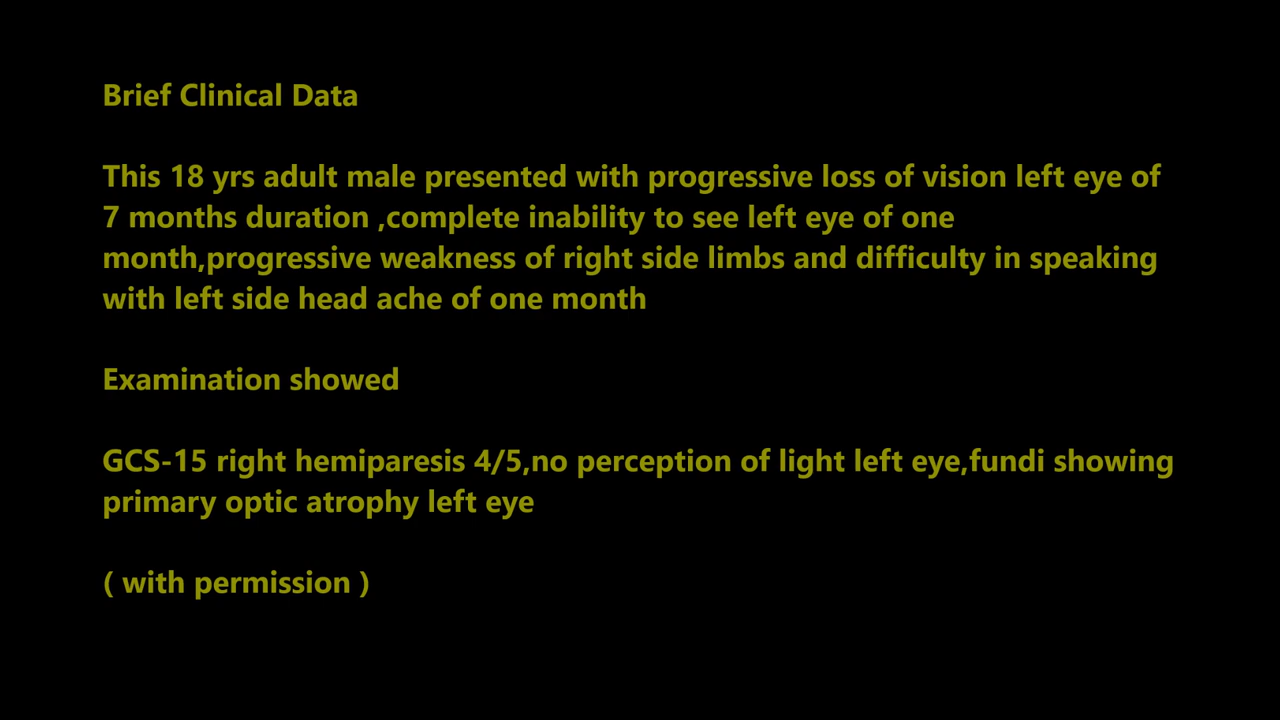 Brief Clinical Data
This 18 yrs adult male presented with progressive loss of vision left eye of
7 months duration ,complete inability to see left eye of one
month,progressive weakness of right side limbs and difficulty in speaking
with left side head ache of one month
Examination showed
GCS-15 right hemiparesis 4/5,no perception of light left eye,fundi showing
primary optic atrophy left eye
( with permission )